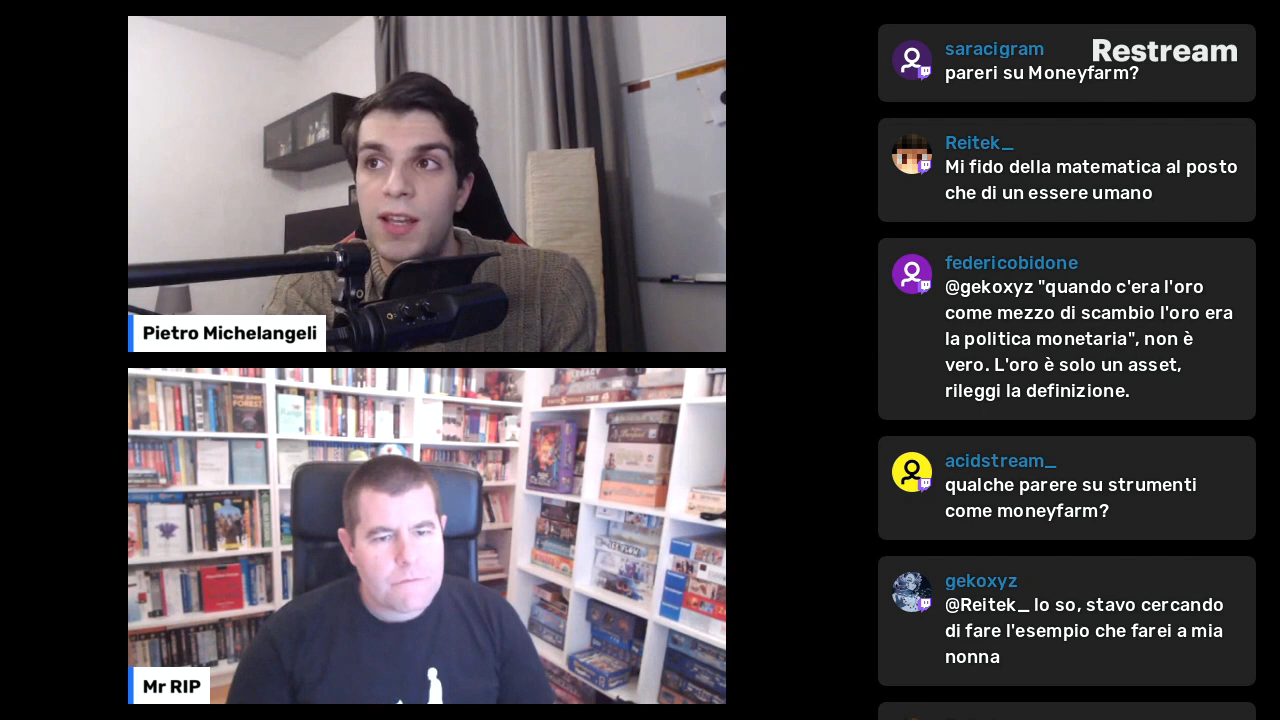 saracigram
Restream
pareri su Moneyfarm?
Reitek_
Mi fido della matematica al posto
che di un essere umano
federicobidone
@gekoxyz "quando c'era l'oro
come mezzo di scambio l'oro era
la politica monetaria", non è
vero. L'oro è solo un asset,
rileggi la definizione.
acidstream_
qualche parere su strumenti
come moneyfarm?
gekoxyz
@Reitek_ lo so, stavo cercando
di fare l'esempio che farei a mia
nonna
Pietro Michelangeli
Mr RIP